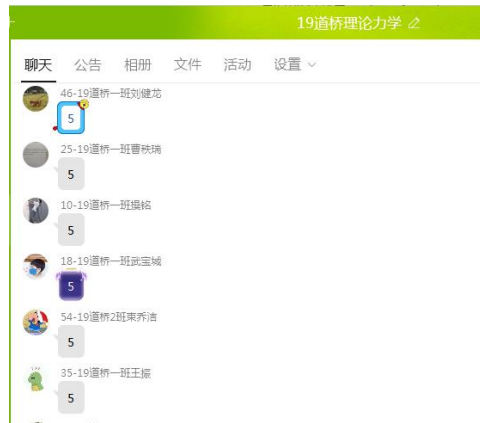 19道桥理论力学
聊天 公告 相册 文件 活动 设置
46-19道桥一班刘健龙
5
25-19道桥一班曹秩瑞
5
10-19道桥一班操铭
5
18-19道桥一班武宝城
5
54-19道桥2班束乔洁
5
35-19道桥一班王振
5